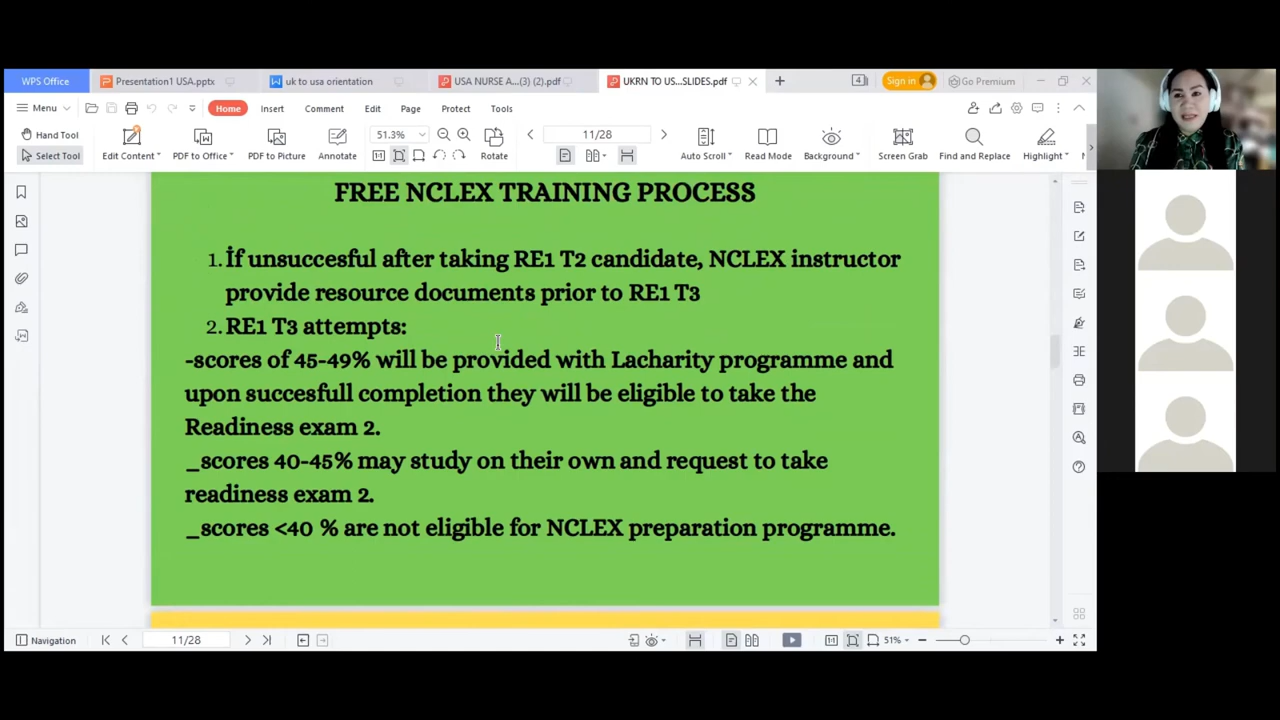 WPS Office
Presentation1 USA.pptx
uk to usa orientation
USA NURSE A...(3) (2).pdf
UKRN TO US...SLIDES.pdf
4
Sign in
Go Premium
Menu
Home
Insert
Comment
Edit
Page
Protect
Tools
Hand Tool
Select Tool
Edit Content
PDF to Office
PDF to Picture
Annotate
51.3%
1:1
Rotate
11/28
Auto Scroll
Read Mode
Background
Screen Grab
Find and Replace
Highlight
FREE NCLEX TRAINING PROCESS
1. İf unsuccesful after taking RE1 T2 candidate, NCLEX instructor
provide resource documents prior to RE1 T3
2. RE1 T3 attempts:
-scores of 45-49% will be provided with Lacharity programme and
upon succesfull completion they will be eligible to take the
Readiness exam 2.
_scores 40-45% may study on their own and request to take
readiness exam 2.
_scores <40 % are not eligible for NCLEX preparation programme.
Navigation
11/28
1:1
51%